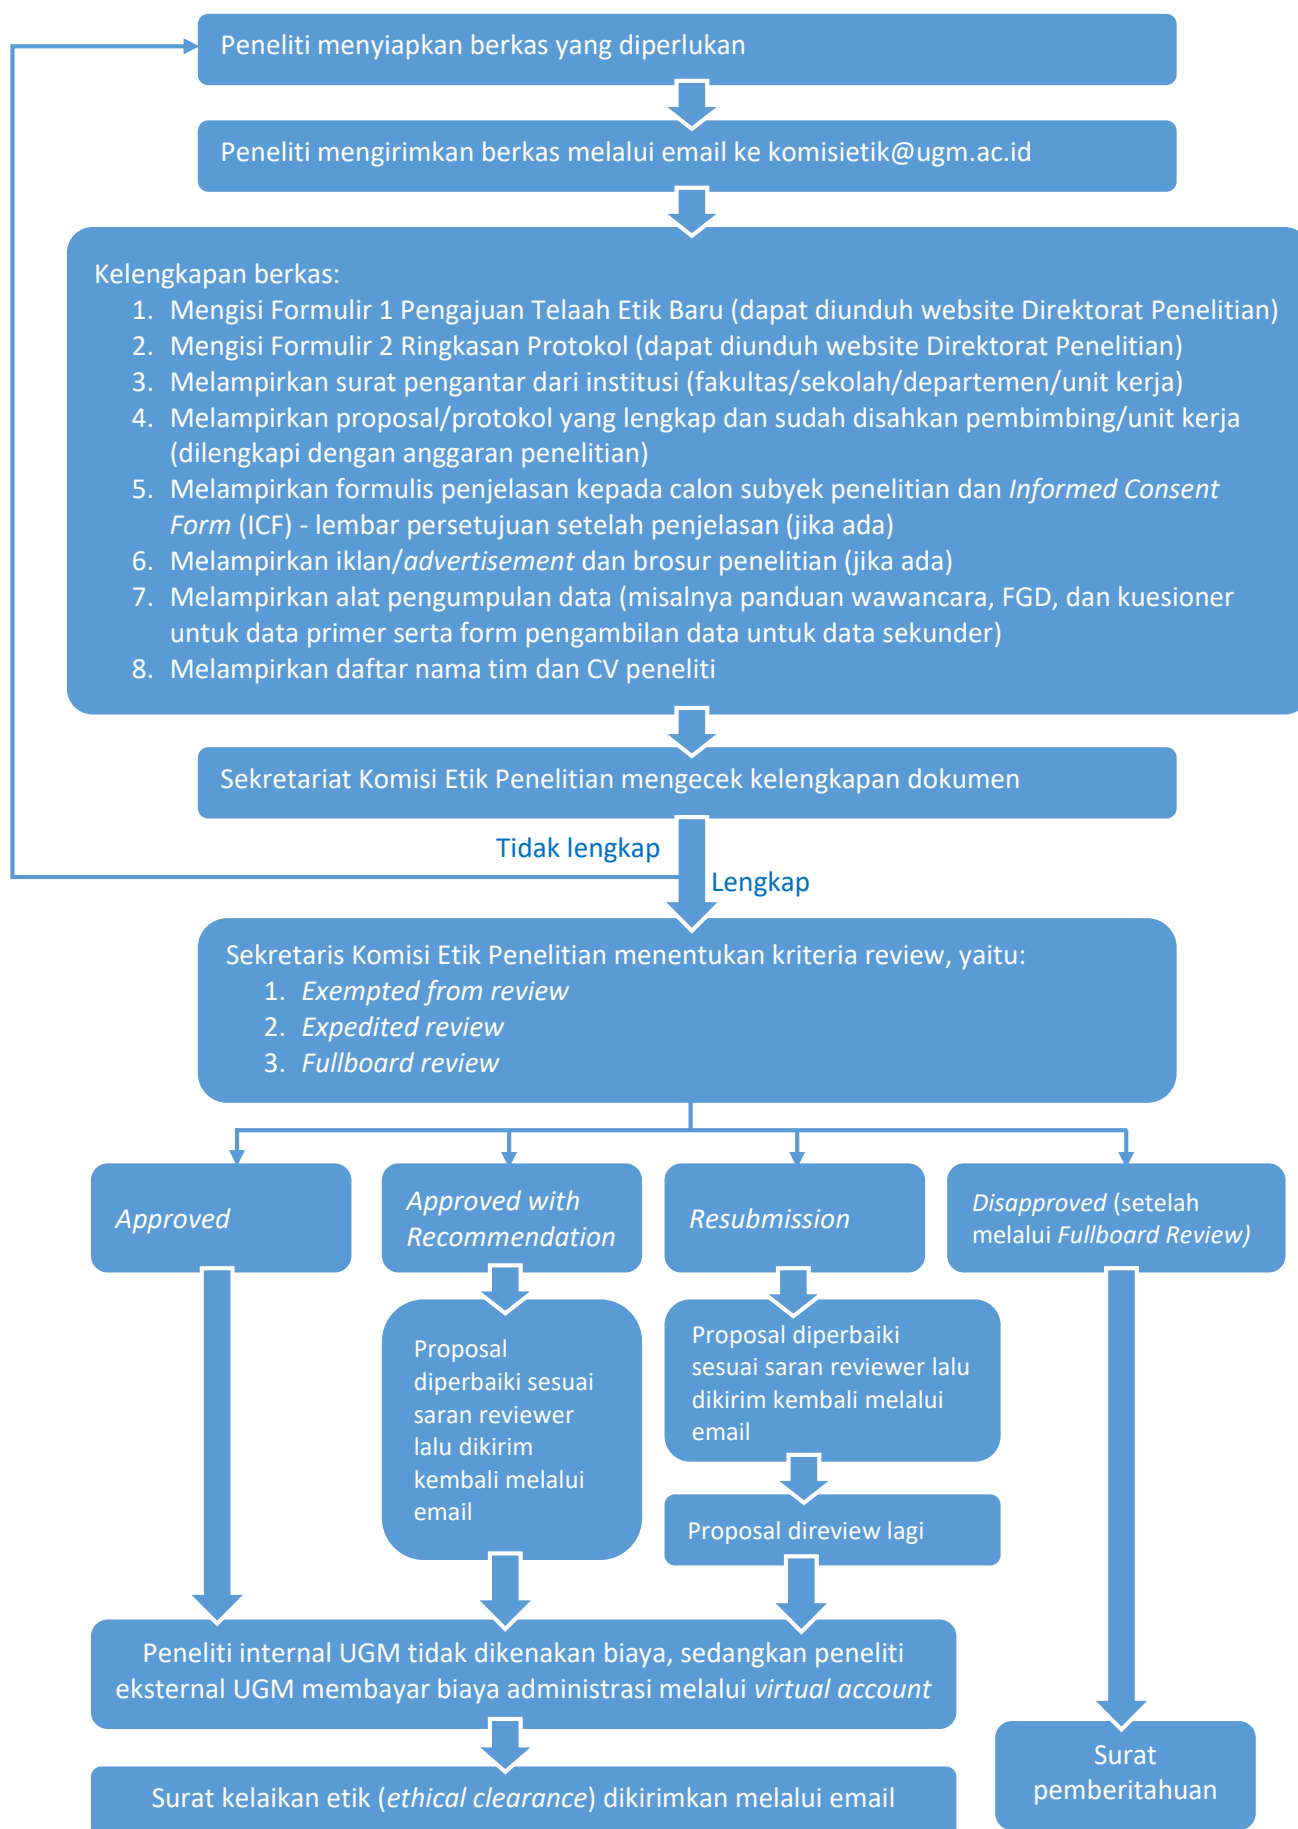 Peneliti menyiapkan berkas yang diperlukan
Peneliti mengirimkan berkas melalui email ke komisietik@ugm.ac.id
Kelengkapan berkas:
1. Mengisi Formulir 1 Pengajuan Telaah Etik Baru (dapat diunduh website Direktorat Penelitian)
2. Mengisi Formulir 2 Ringkasan Protokol (dapat diunduh website Direktorat Penelitian)
3. Melampirkan surat pengantar dari institusi (fakultas/sekolah/departemen/unit kerja)
4. Melampirkan proposal/protokol yang lengkap dan sudah disahkan pembimbing/unit kerja
(dilengkapi dengan anggaran penelitian)
5. Melampirkan formulis penjelasan kepada calon subyek penelitian dan Informed Consent
Form (ICF) - lembar persetujuan setelah penjelasan (jika ada)
6. Melampirkan iklan/advertisement dan brosur penelitian (jika ada)
7. Melampirkan alat pengumpulan data (misalnya panduan wawancara, FGD, dan kuesioner
untuk data primer serta form pengambilan data untuk data sekunder)
8. Melampirkan daftar nama tim dan CV peneliti
Sekretariat Komisi Etik Penelitian mengecek kelengkapan dokumen
Tidak lengkap
Lengkap
Sekretaris Komisi Etik Penelitian menentukan kriteria review, yaitu:
1. Exempted from review
2. Expedited review
3. Fullboard review
Approved
Approved with
Recommendation
Resubmission
Disapproved (setelah
melalui Fullboard Review)
Proposal
diperbaiki sesuai
saran reviewer
lalu dikirim
kembali melalui
email
Proposal diperbaiki
sesuai saran reviewer lalu
dikirim kembali melalui
email
Proposal direview lagi
Peneliti internal UGM tidak dikenakan biaya, sedangkan peneliti
eksternal UGM membayar biaya administrasi melalui virtual account
Surat
pemberitahuan
Surat kelaikan etik (ethical clearance) dikirimkan melalui email